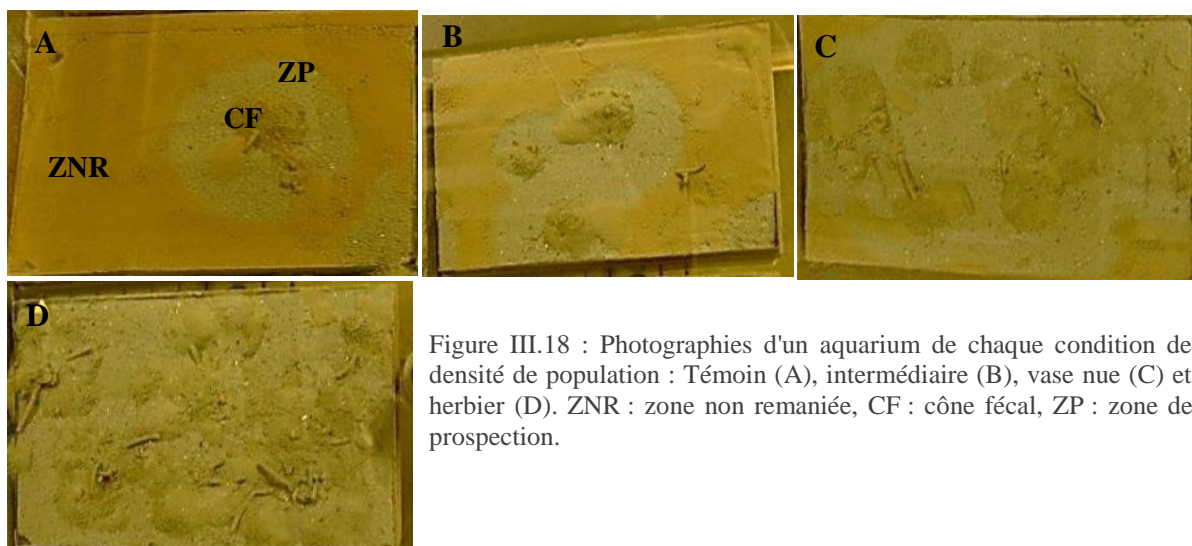 A
ZP
CF
ZNR
B
C
D
Figure III.18 : Photographies d'un aquarium de chaque condition de
densité de population : Témoin (A), intermédiaire (B), vase nue (C) et
herbier (D). ZNR : zone non remaniée, CF : cône fécal, ZP : zone de
prospection.